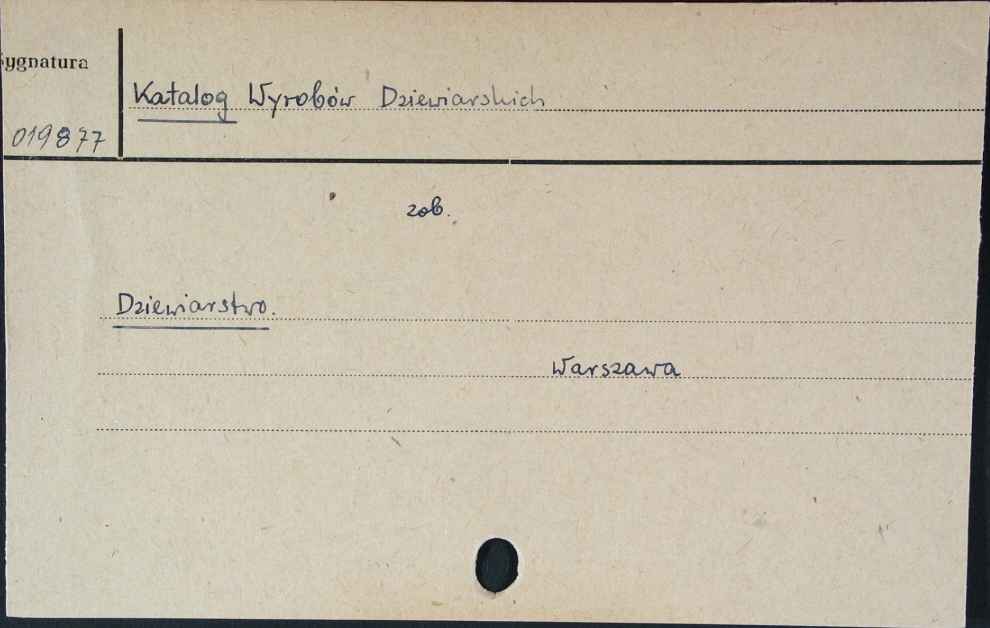 Sygnatura
Katalog Wyrobów Dziewiarskich
019877
zob.
Dziewiarstwo.
Warszawa